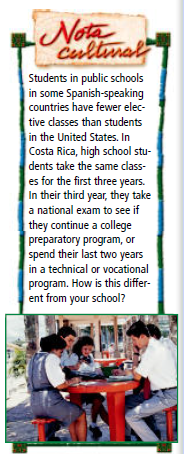 Nota
cultural
Students in public schools
in some Spanish-speaking
countries have fewer elec-
tive classes than students
in the United States. In
Costa Rica, high school stu-
dents take the same class-
es for the first three years.
In their third year, they take
a national exam to see if
they continue a college
preparatory program, or
spend their last two years
in a technical or vocational
program. How is this differ-
ent from your school?